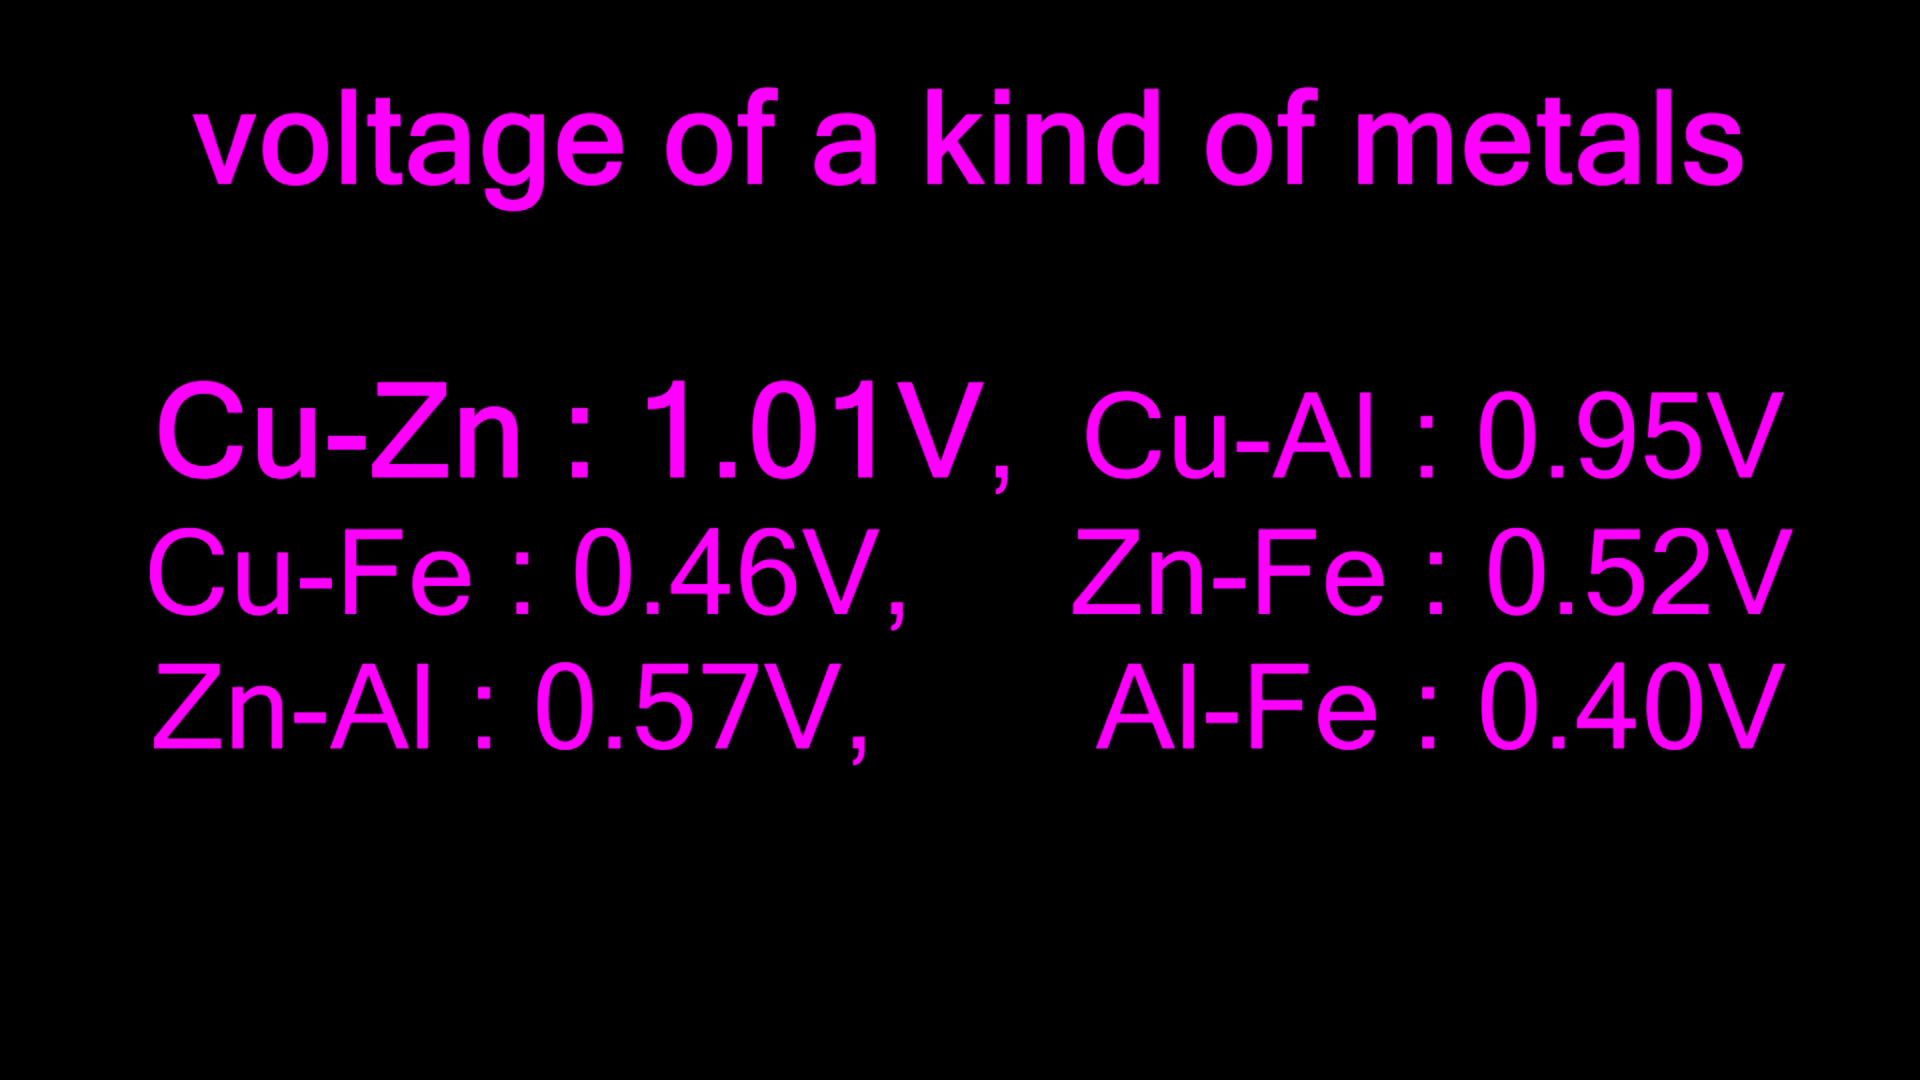 voltage of a kind of metals
Cu-Zn : 1.01V, Cu-Al : 0.95V
Cu-Fe : 0.46V, Zn-Fe : 0.52V
Zn-Al : 0.57V, Al-Fe : 0.40V